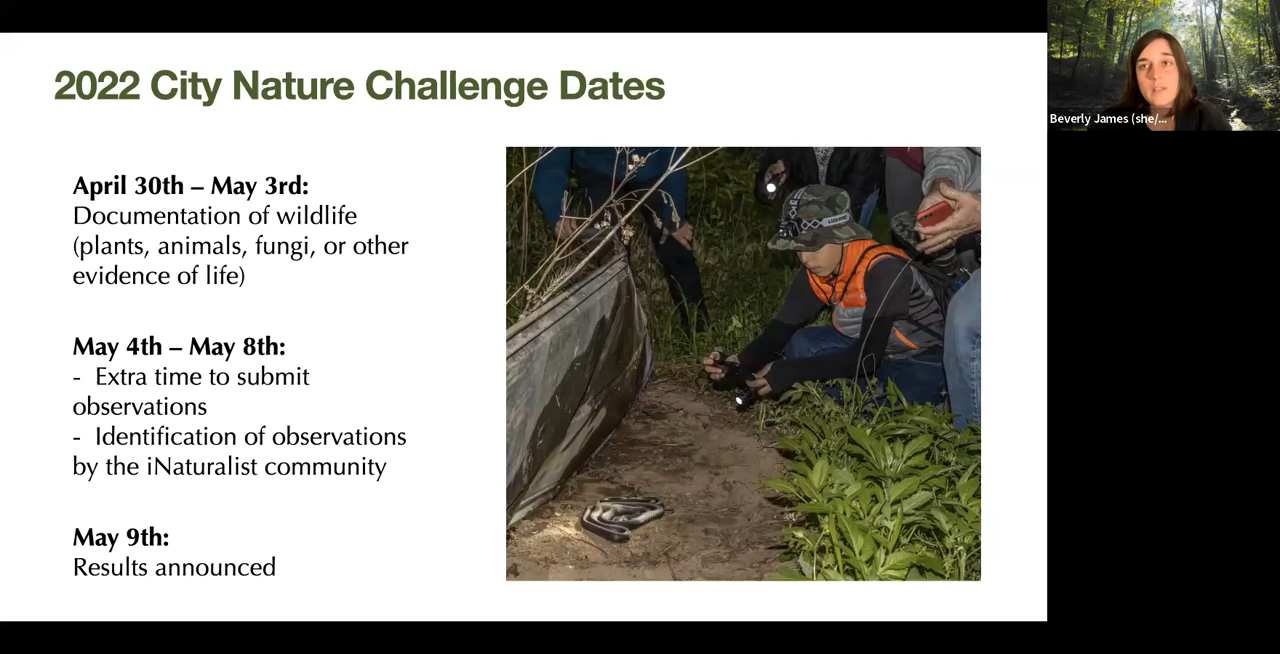 2022 City Nature Challenge Dates
Beverly James (she/...
April 30th – May 3rd:
Documentation of wildlife
(plants, animals, fungi, or other
evidence of life)
May 4th – May 8th:
- Extra time to submit
observations
- Identification of observations
by the iNaturalist community
May 9th:
Results announced